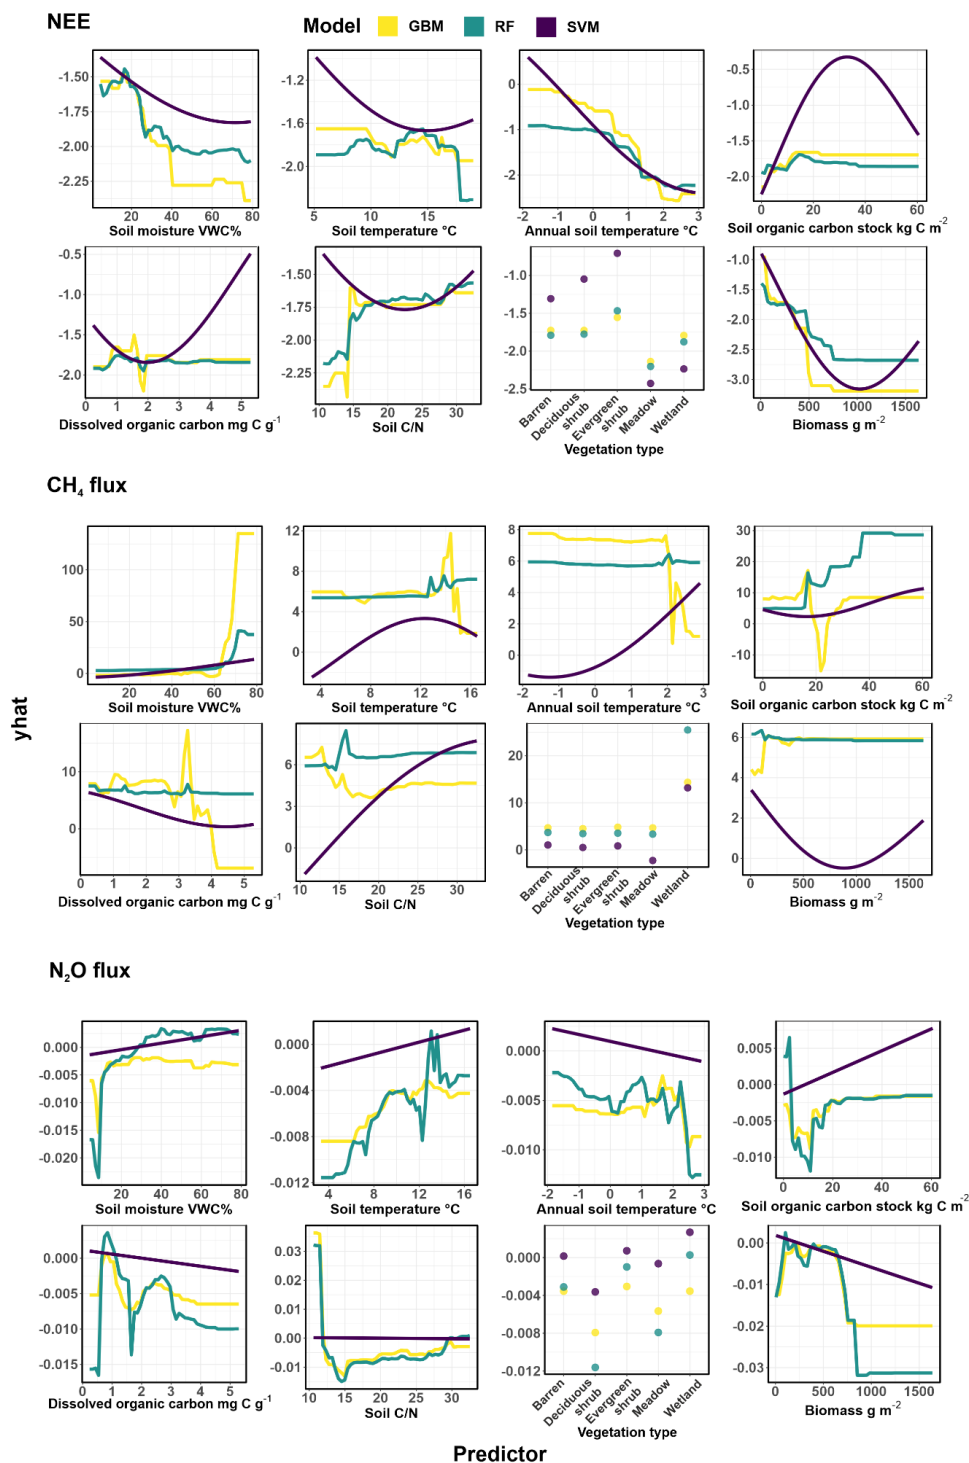 NEE
Model GBM RF SVM
-1.50
-1.75
-2.00
-2.25
0 20 40 60 80
Soil moisture VWC%
-1.2
-1.6
-2.0
5 10 15
Soil temperature °C
0
-1
-2
-2 -1 0 1 2 3
Annual soil temperature °C
-0.5
-1.0
-1.5
-2.0
0 20 40 60
Soil organic carbon stock kg C m-2
-0.5
-1.0
-1.5
-2.0
0 1 2 3 4 5
Dissolved organic carbon mg C g-1
-1.50
-1.75
-2.00
-2.25
10 15 20 25 30
Soil C/N
-1.0
-1.5
-2.0
-2.5
Barren
Deciduous
shrub
Evergreen
shrub
Meadow
Wetland
Vegetation type
-1.0
-1.5
-2.0
-2.5
-3.0
0 500 1000 1500
Biomass g m-2
CH4 flux
yhat
100
50
0
20 40 60 80
Soil moisture VWC%
12
8
4
0
4 8 12 16
Soil temperature °C
8
6
4
2
0
-2 -1 0 1 2 3
Annual soil temperature °C
30
20
10
0
-10
0 20 40 60
Soil organic carbon stock kg C m-2
10
0
0 1 2 3 4 5
Dissolved organic carbon mg C g-1
6
3
0
10 15 20 25 30
Soil C/N
20
10
0
Barren
Deciduous
shrub
Evergreen
shrub
Meadow
Wetland
Vegetation type
6
4
2
0
0 500 1000 1500
Biomass g m-2
N2O flux
0.000
-0.005
-0.010
-0.015
-0.020
20 40 60 80
Soil moisture VWC%
0.000
-0.004
-0.008
-0.012
4 8 12 16
Soil temperature °C
0.000
-0.005
-0.010
-2 -1 0 1 2 3
Annual soil temperature °C
0.005
0.000
-0.005
-0.010
0 20 40 60
Soil organic carbon stock kg C m-2
0.000
-0.005
-0.010
-0.015
0 1 2 3 4 5
Dissolved organic carbon mg C g-1
0.03
0.02
0.01
0.00
-0.01
10 15 20 25 30
Soil C/N
0.000
-0.004
-0.008
-0.012
Barren
Deciduous
shrub
Evergreen
shrub
Meadow
Wetland
Vegetation type
0.00
-0.01
-0.02
-0.03
0 500 1000 1500
Biomass g m-2
Predictor